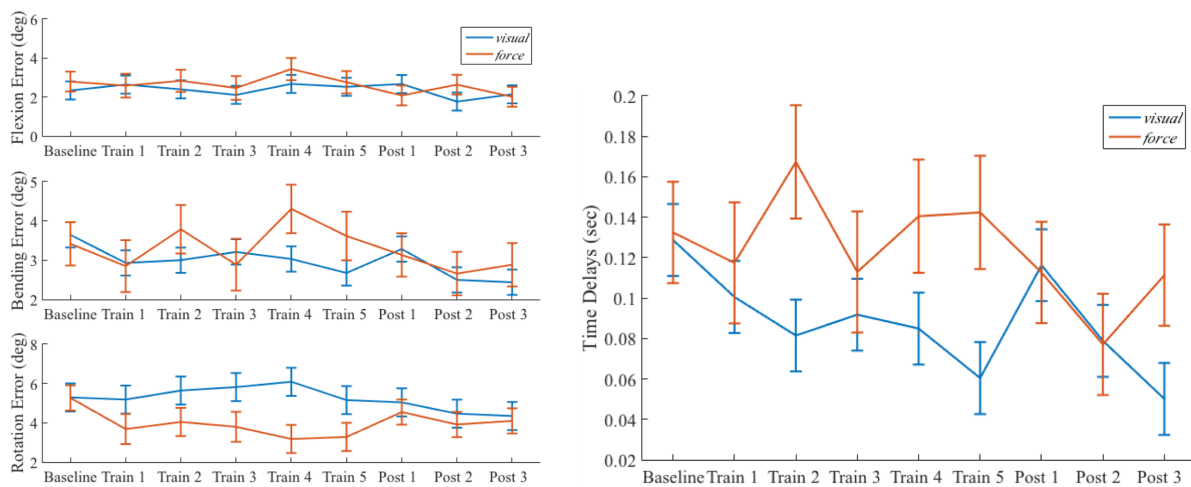 Flexion Error (deg)
6
4
2
0
visual
force
Baseline Train 1 Train 2 Train 3 Train 4 Train 5 Post 1 Post 2 Post 3
Bending Error (deg)
5
4
3
2
Baseline Train 1 Train 2 Train 3 Train 4 Train 5 Post 1 Post 2 Post 3
Rotation Error (deg)
8
6
4
2
Baseline Train 1 Train 2 Train 3 Train 4 Train 5 Post 1 Post 2 Post 3
Time Delays (sec)
0.2
0.18
0.16
0.14
0.12
0.1
0.08
0.06
0.04
0.02
visual
force
Baseline Train 1 Train 2 Train 3 Train 4 Train 5 Post 1 Post 2 Post 3